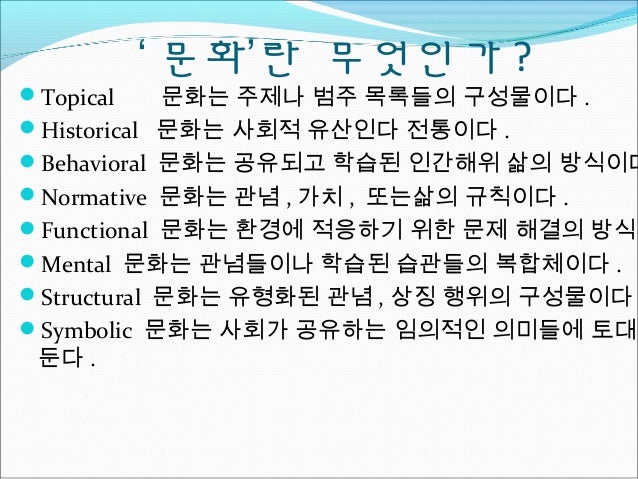 ‘ 문화’란 무엇인가?
Topical 문화는 주제나 범주 목록들의 구성물이다 .
Historical 문화는 사회적 유산인다 전통이다 .
Behavioral 문화는 공유되고 학습된 인간해위 삶의 방식이다
Normative 문화는 관념 , 가치 , 또는삶의 규칙이다 .
Functional 문화는 환경에 적응하기 위한 문제 해결의 방식
Mental 문화는 관념들이나 학습된 습관들의 복합체이다 .
Structural 문화는 유형화된 관념 , 상징 행위의 구성물이다
Symbolic 문화는 사회가 공유하는 임의적인 의미들에 토대
둔다 .